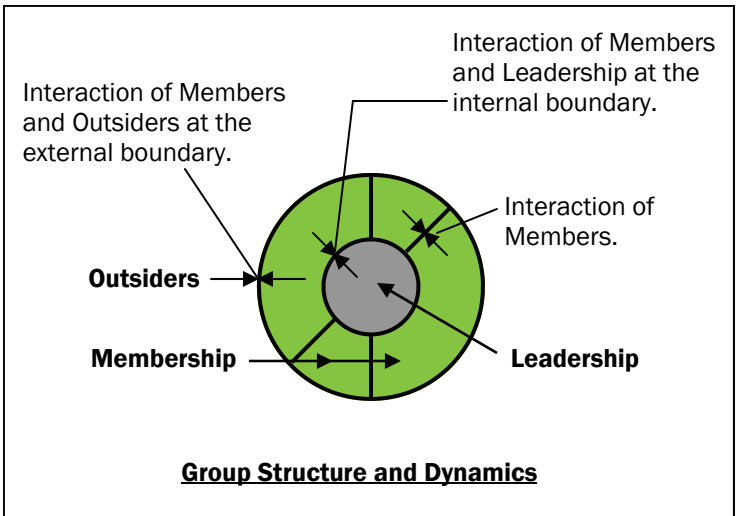 Interaction of Members
and Leadership at the
internal boundary.
Interaction of Members
and Outsiders at the
external boundary.
Interaction of
Members.
Outsiders
Membership
Leadership
Group Structure and Dynamics